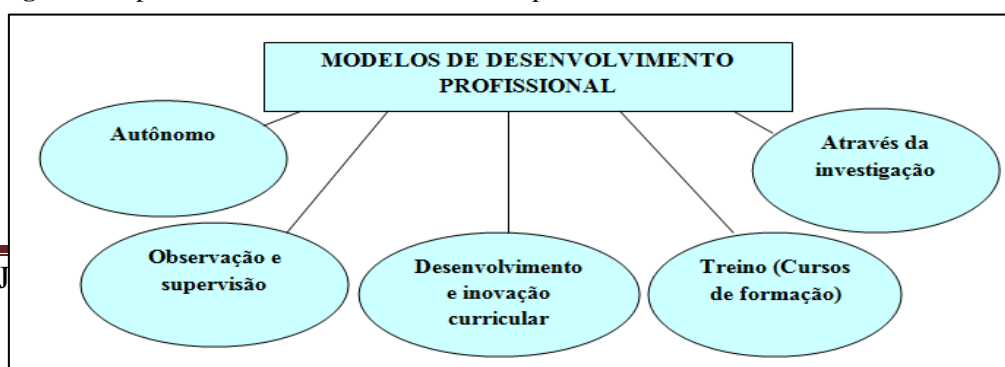 MODELOS DE DESENVOLVIMENTO
PROFISSIONAL
Autônomo
Através da
investigação
Observação e
supervisão
Desenvolvimento
e inovação
curricular
Treino (Cursos
de formação)
J